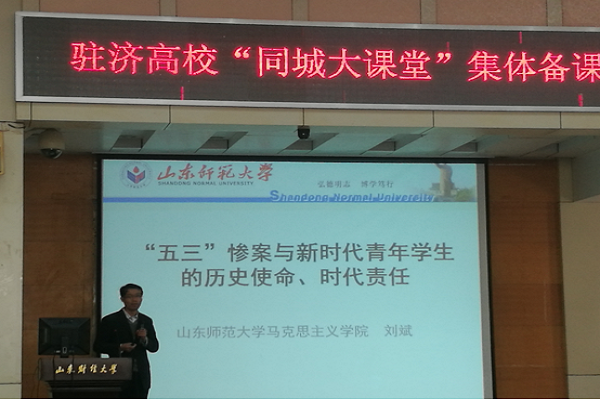 驻济高校“同城大课堂”集体备课
山东师范大学
SHANDONG NORMAL UNIVERSITY
弘德明志 博学笃行
Shandong Normal University
“五三”惨案与新时代青年学生
的历史使命、时代责任
山东师范大学马克思主义学院 刘斌
山东财经大学